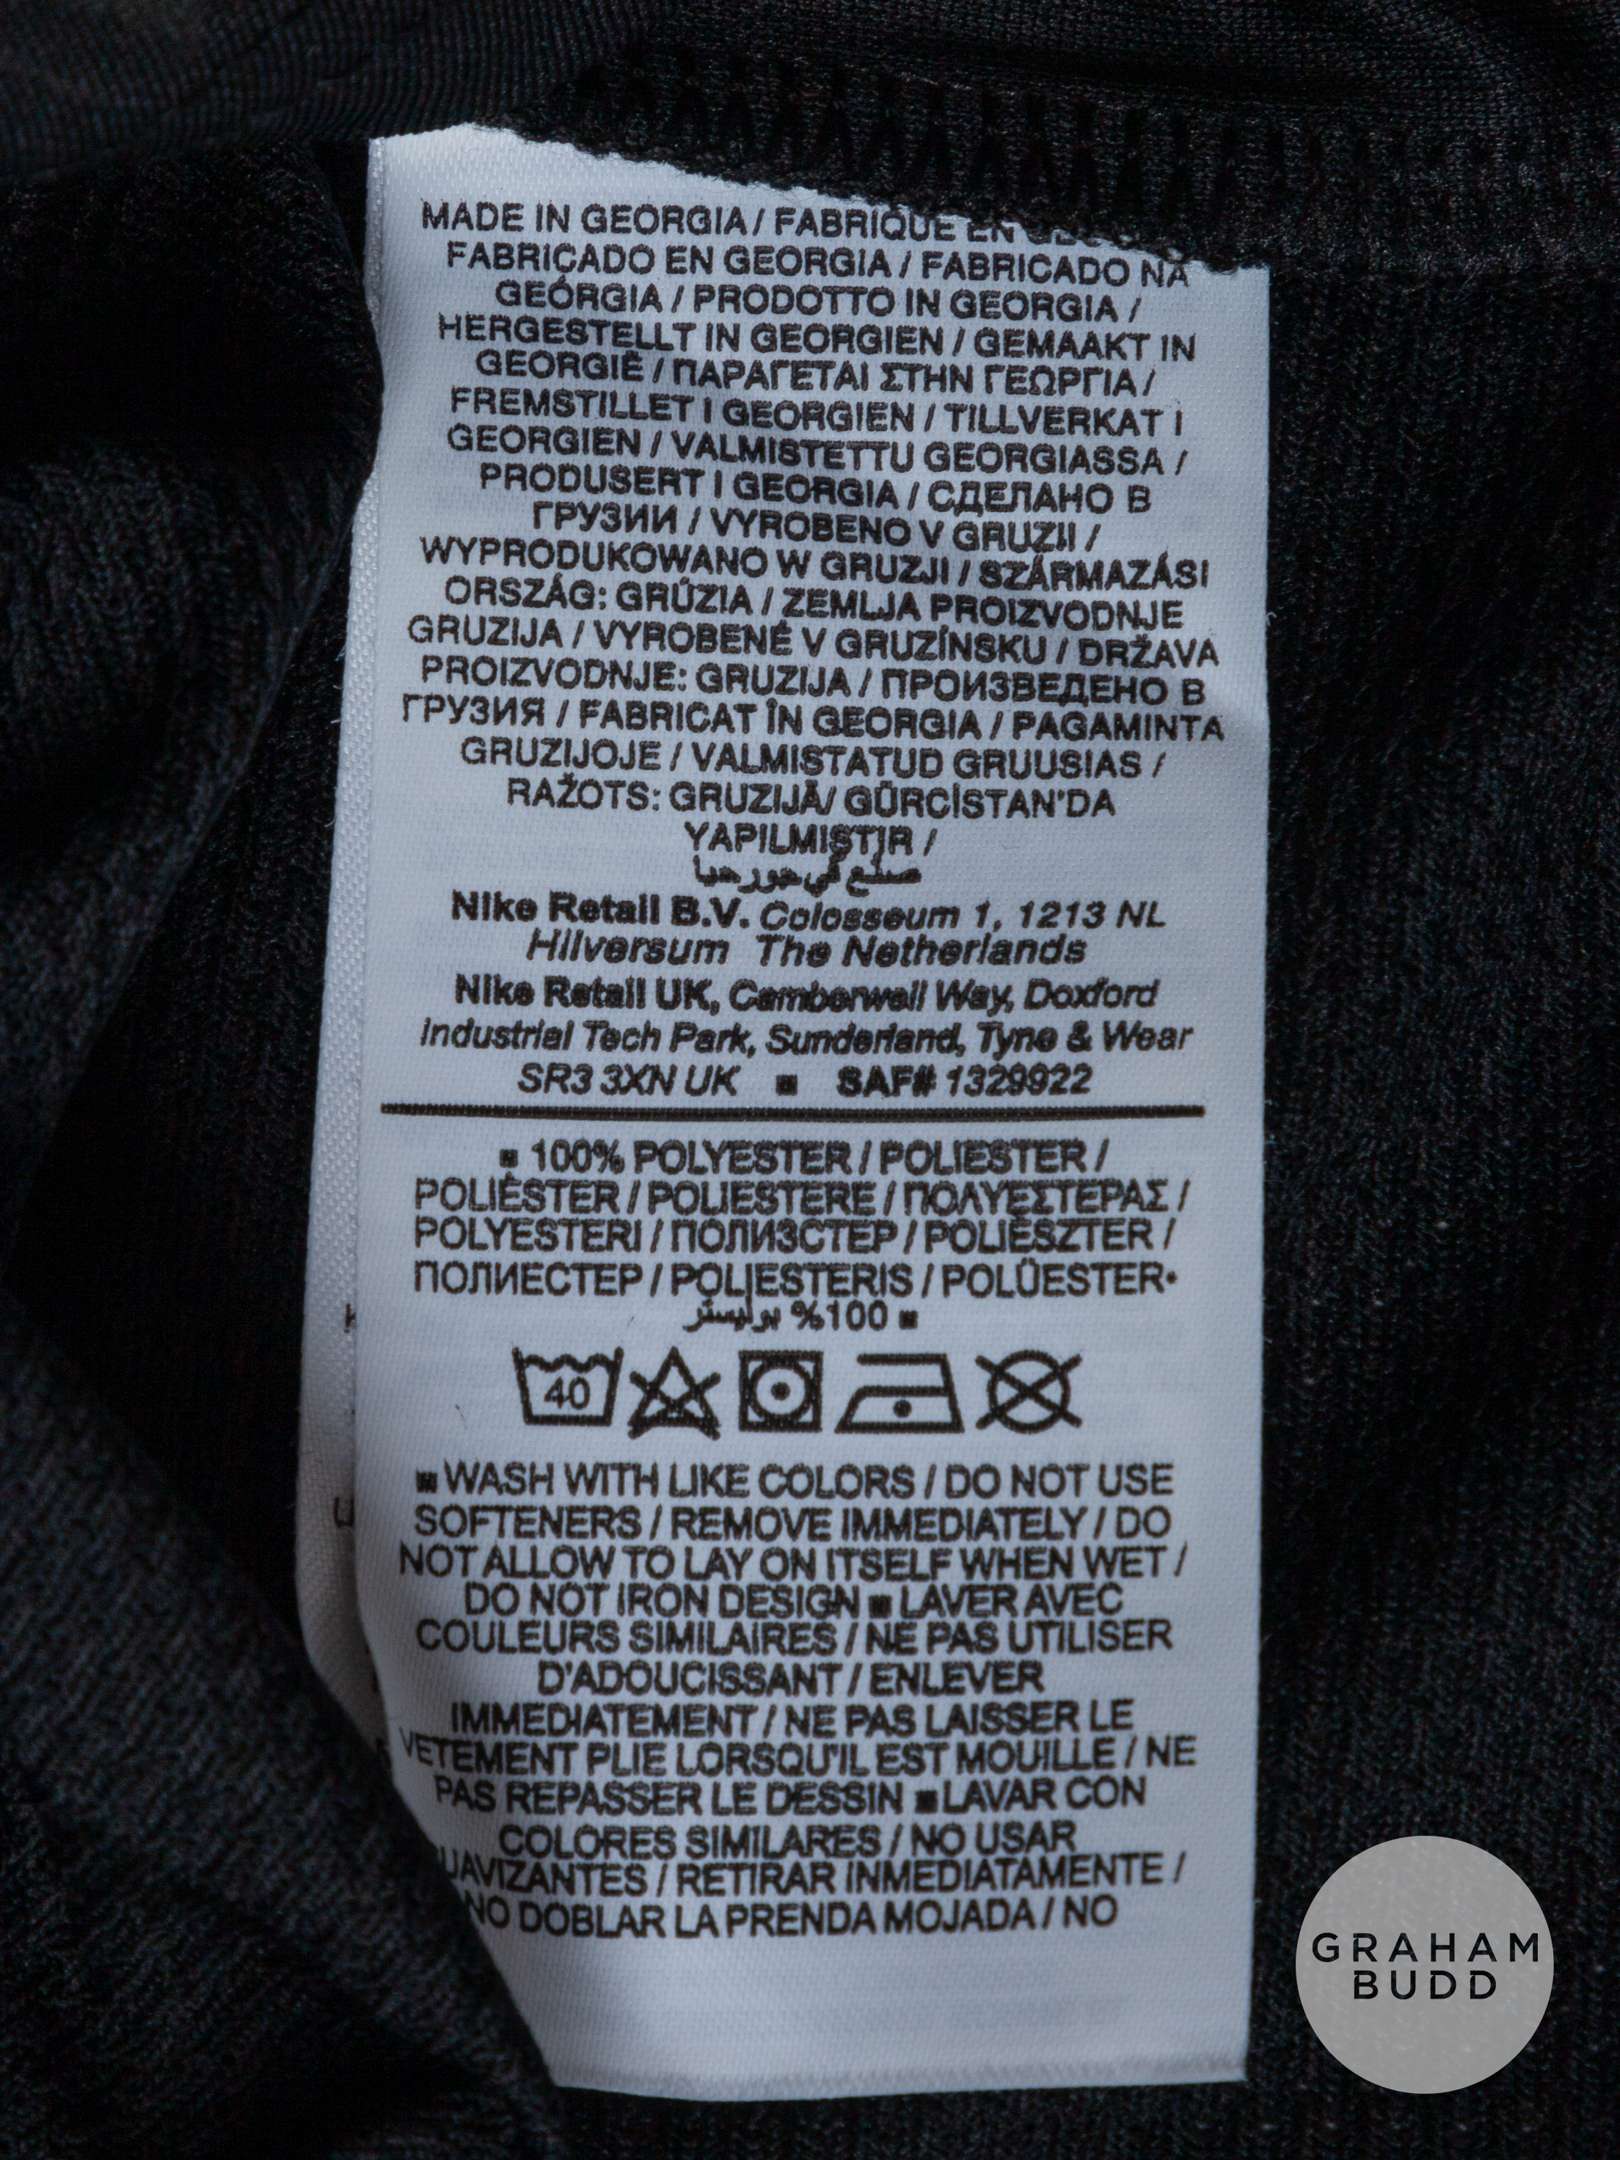 MADE IN GEORGIA / FABRIQUÉ EN
FABRICADO EN GEORGIA / FABRICADO NA
GEÓRGIA / PRODOTTO IN GEORGIA /
HERGESTELLT IN GEORGIEN / GEMAAKT IN
GEORGIË / ΠΑΡΑΓΕΤΑΙ ΣΤΗΝ ΓΕΩΡΓΙΑ /
FREMSTILLET I GEORGIEN / TILLVERKAT I
GEORGIEN / VALMISTETTU GEORGIASSA /
PRODUSERT I GEORGIA / СДЕЛАНО В
ГРУЗИИ / VYROBENO V GRUZII /
WYPRODUKOWANO W GRUZJI / SZÁRMAZÁSI
ORSZÁG: GRÚZIA / ZEMLJA PROIZVODNJE
GRUZIJA / VYROBENÉ V GRUZÍNSKU / DRŽAVA
PROIZVODNJE: GRUZIJA / ПРОИЗВЕДЕНО В
ГРУЗИЯ / FABRICAT ÎN GEORGIA / PAGAMINTA
GRUZIJOJE / VALMISTATUD GRUUSIAS /
RAŽOTS: GRUZIJĀ/ GÜRCİSTAN'DA
YAPILMIŞTIR /
صنع في جورجيا
Nike Retail B.V. Colosseum 1, 1213 NL
Hilversum The Netherlands
Nike Retail UK, Camberwell Way, Doxford
Industrial Tech Park, Sunderland, Tyne & Wear
SR3 3XN UK ■ SAF# 1329922
■ 100% POLYESTER / POLIESTER /
POLIÉSTER / POLIESTERE / ΠΟΛΥΕΣΤΕΡΑΣ /
POLYESTERI / ПОЛИЭСТЕР / POLIÉSZTER /
ПОЛИЕСТЕР / POLIESTERIS / POLÜESTER•
■ 100% بوليستر
40
■ WASH WITH LIKE COLORS / DO NOT USE
SOFTENERS / REMOVE IMMEDIATELY / DO
NOT ALLOW TO LAY ON ITSELF WHEN WET /
DO NOT IRON DESIGN ■ LAVER AVEC
COULEURS SIMILAIRES / NE PAS UTILISER
D'ADOUCISSANT / ENLEVER
IMMEDIATEMENT / NE PAS LAISSER LE
VETEMENT PLIE LORSQU'IL EST MOUILLE / NE
PAS REPASSER LE DESSIN ■ LAVAR CON
COLORES SIMILARES / NO USAR
SUAVIZANTES / RETIRAR INMEDIATAMENTE /
NO DOBLAR LA PRENDA MOJADA / NO
GRAHAM
BUDD